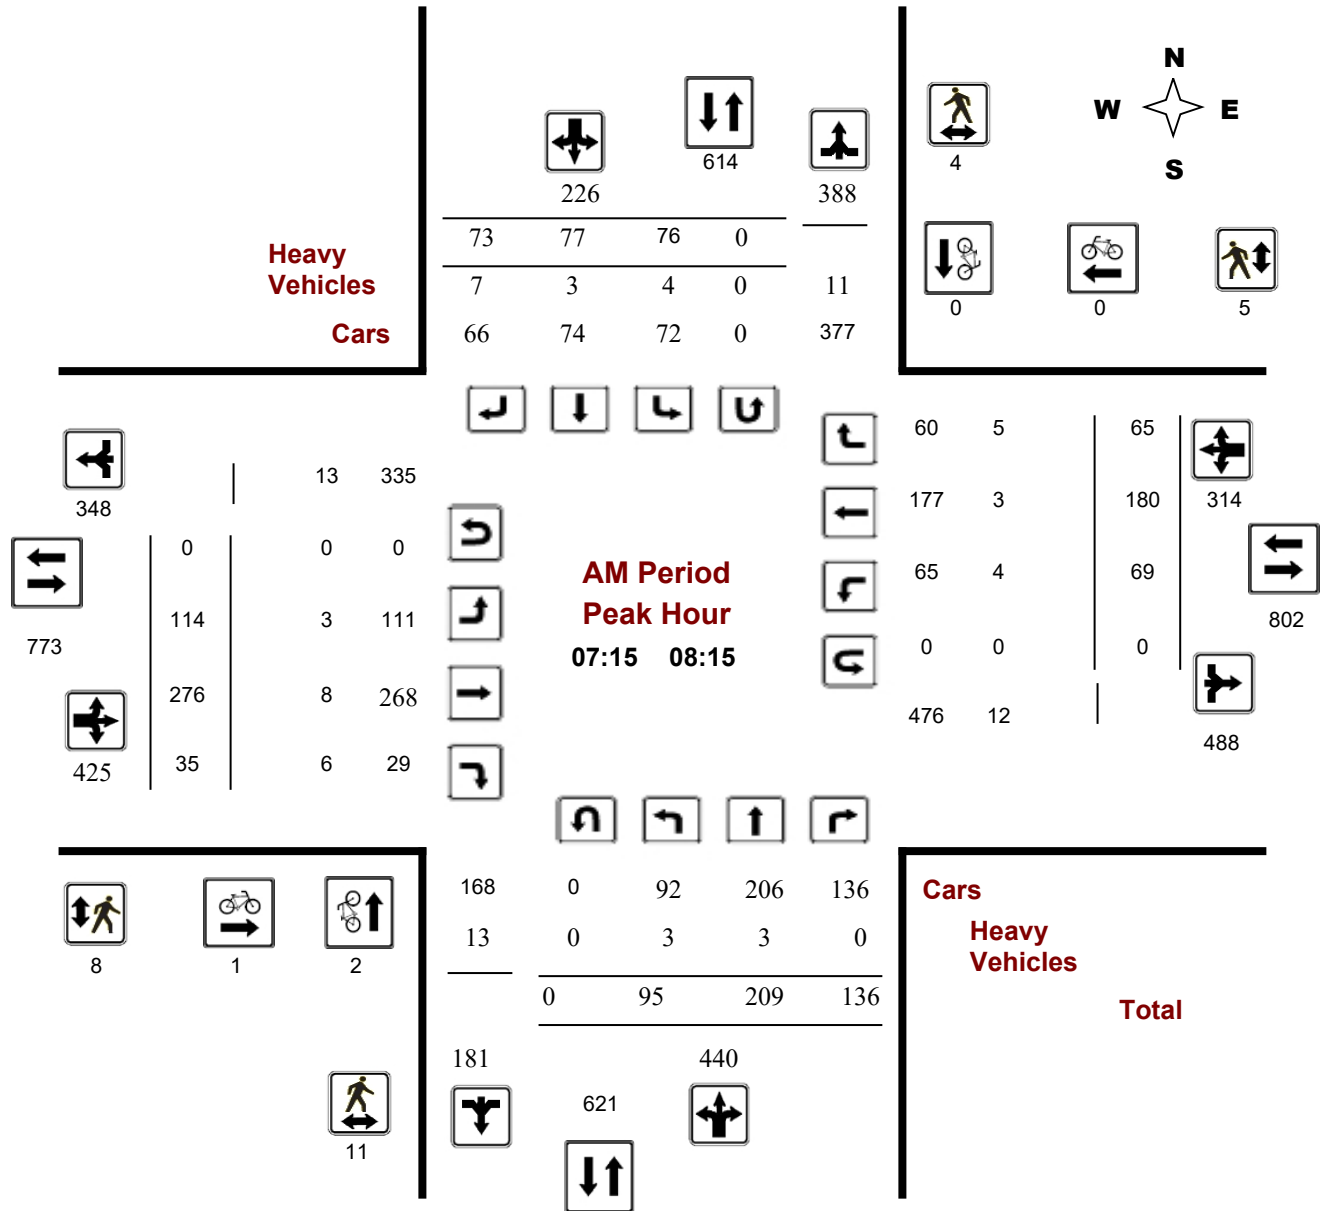 N
W E
S
614
4
226 388
73 77 76 0
Heavy
Vehicles
7 3 4 0 11
0 0 5
Cars
66 74 72 0 377
60 5 65
13 335
348
177 3 180 314
0 0 0
AM Period
Peak Hour
65 4 69
114 3 111
773
07:15 08:15
802
0 0 0
276 8 268
476 12
488
425 35 6 29
168 0 92 206 136
Cars
13 0 3 3 0
Heavy
Vehicles
8 1 2
0 95 209 136
Total
181 440
621
11